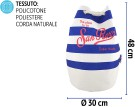 TESSUTO:
POLICOTONE
POLIESTERE
CORDA NATURALE
48 cm
Ø 30 cm